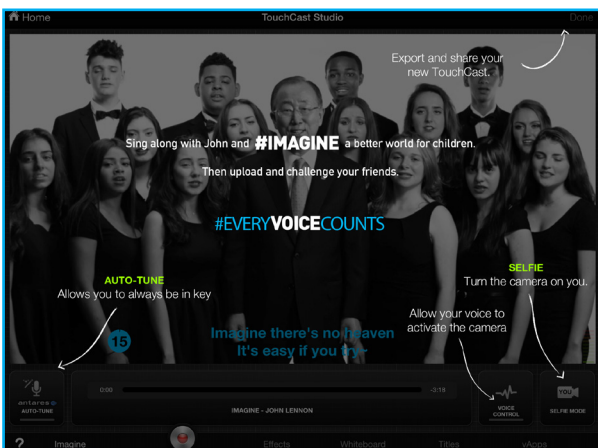 Home
TouchCast Studio
Done
Export and share your
new TouchCast.
Sing along with John and #IMAGINE a better world for children.
Then upload and challenge your friends.
#EVERYVOICECOUNTS
AUTO-TUNE
Allows you to always be in key
SELFIE
Turn the camera on you.
Allow your voice to
activate the camera
15
Imagine there's no heaven
It's easy if you try~
0:00
-3:18
antares
AUTO-TUNE
IMAGINE - JOHN LENNON
VOICE
CONTROL
YOU
SELFIE MODE
?
Imagine
Effects
Whiteboard
Titles
vApps